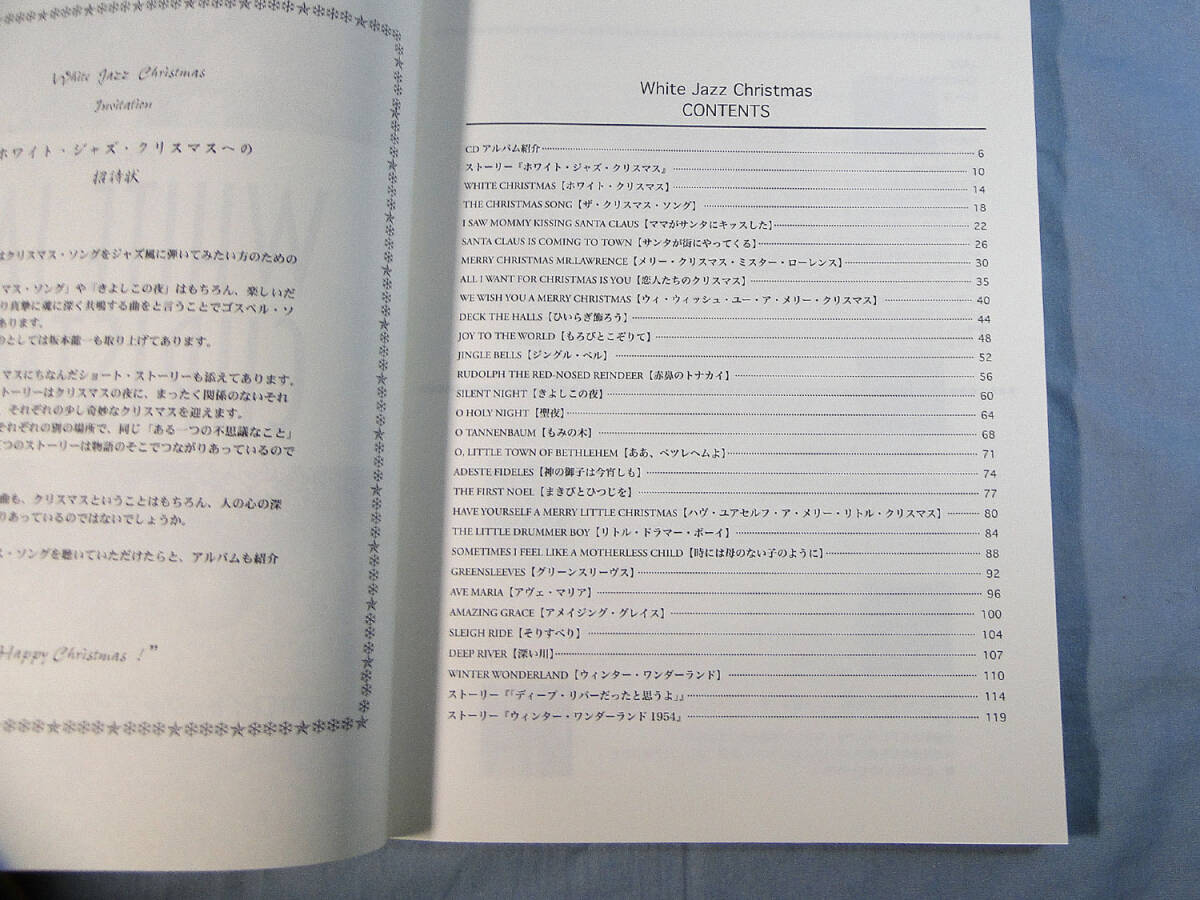 White Jazz Christmas
Invitation
ホワイト・ジャズ・クリスマスへの
招待状
はクリスマス・ソングをジャズ風に弾いてみたい方のための
マス・ソング」や「きよしこの夜」はもちろん、楽しいだ
り真摯に魂に深く共鳴する曲をと言うことでゴスペル・ソ
あります。
のとしては坂本龍一も取り上げてあります。
マスにちなんだショート・ストーリーも添えてあります。
トーリーはクリスマスの夜に、まったく関係のないそれ
、それぞれの少し奇妙なクリスマスを迎えます。
それぞれの別の場所で、同じ「ある一つの不思議なこと」
つのストーリーは物語のそこでつながりあっているので
曲も、クリスマスということはもちろん、人の心の深
りあっているのではないでしょうか。
ス・ソングを聴いていただけたらと、アルバムも紹介
Happy Christmas !”
White Jazz Christmas
CONTENTS
CD アルバム紹介 6
ストーリー『ホワイト・ジャズ・クリスマス』 10
WHITE CHRISTMAS【ホワイト・クリスマス】 14
THE CHRISTMAS SONG【ザ・クリスマス・ソング】 18
I SAW MOMMY KISSING SANTA CLAUS【ママがサンタにキッスした】 22
SANTA CLAUS IS COMING TO TOWN【サンタが街にやってくる】 26
MERRY CHRISTMAS MR.LAWRENCE【メリー・クリスマス・ミスター・ローレンス】 30
ALL I WANT FOR CHRISTMAS IS YOU【恋人たちのクリスマス】 35
WE WISH YOU A MERRY CHRISTMAS【ウィ・ウィッシュ・ユー・ア・メリー・クリスマス】 40
DECK THE HALLS【ひいらぎ飾ろう】 44
JOY TO THE WORLD【もろびとこぞりて】 48
JINGLE BELLS【ジングル・ベル】 52
RUDOLPH THE RED-NOSED REINDEER【赤鼻のトナカイ】 56
SILENT NIGHT【きよしこの夜】 60
O HOLY NIGHT【聖夜】 64
O TANNENBAUM【もみの木】 68
O, LITTLE TOWN OF BETHLEHEM【ああ、ベツレヘムよ】 71
ADESTE FIDELES【神の御子は今宵しも】 74
THE FIRST NOEL【まきびとひつじを】 77
HAVE YOURSELF A MERRY LITTLE CHRISTMAS【ハヴ・ユアセルフ・ア・メリー・リトル・クリスマス】 80
THE LITTLE DRUMMER BOY【リトル・ドラマー・ボーイ】 84
SOMETIMES I FEEL LIKE A MOTHERLESS CHILD【時には母のない子のように】 88
GREENSLEEVES【グリーンスリーヴス】 92
AVE MARIA【アヴェ・マリア】 96
AMAZING GRACE【アメイジング・グレイス】 100
SLEIGH RIDE【そりすべり】 104
DEEP RIVER【深い川】 107
WINTER WONDERLAND【ウィンター・ワンダーランド】 110
ストーリー『「ディープ・リバーだったと思うよ」』 114
ストーリー『ウィンター・ワンダーランド 1954』 119